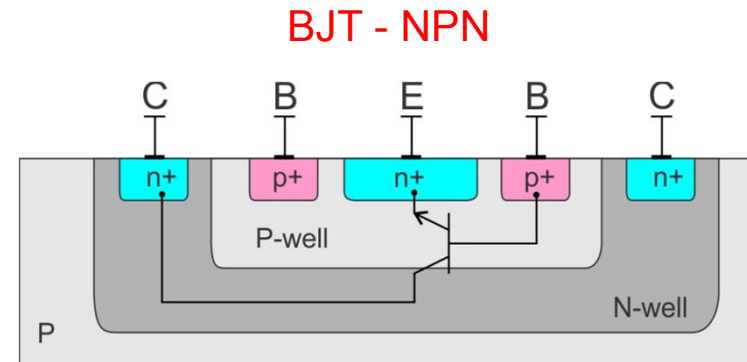 BJT - NPN
C B E B C
n+ p+ n+ p+ n+
P-well
N-well
P